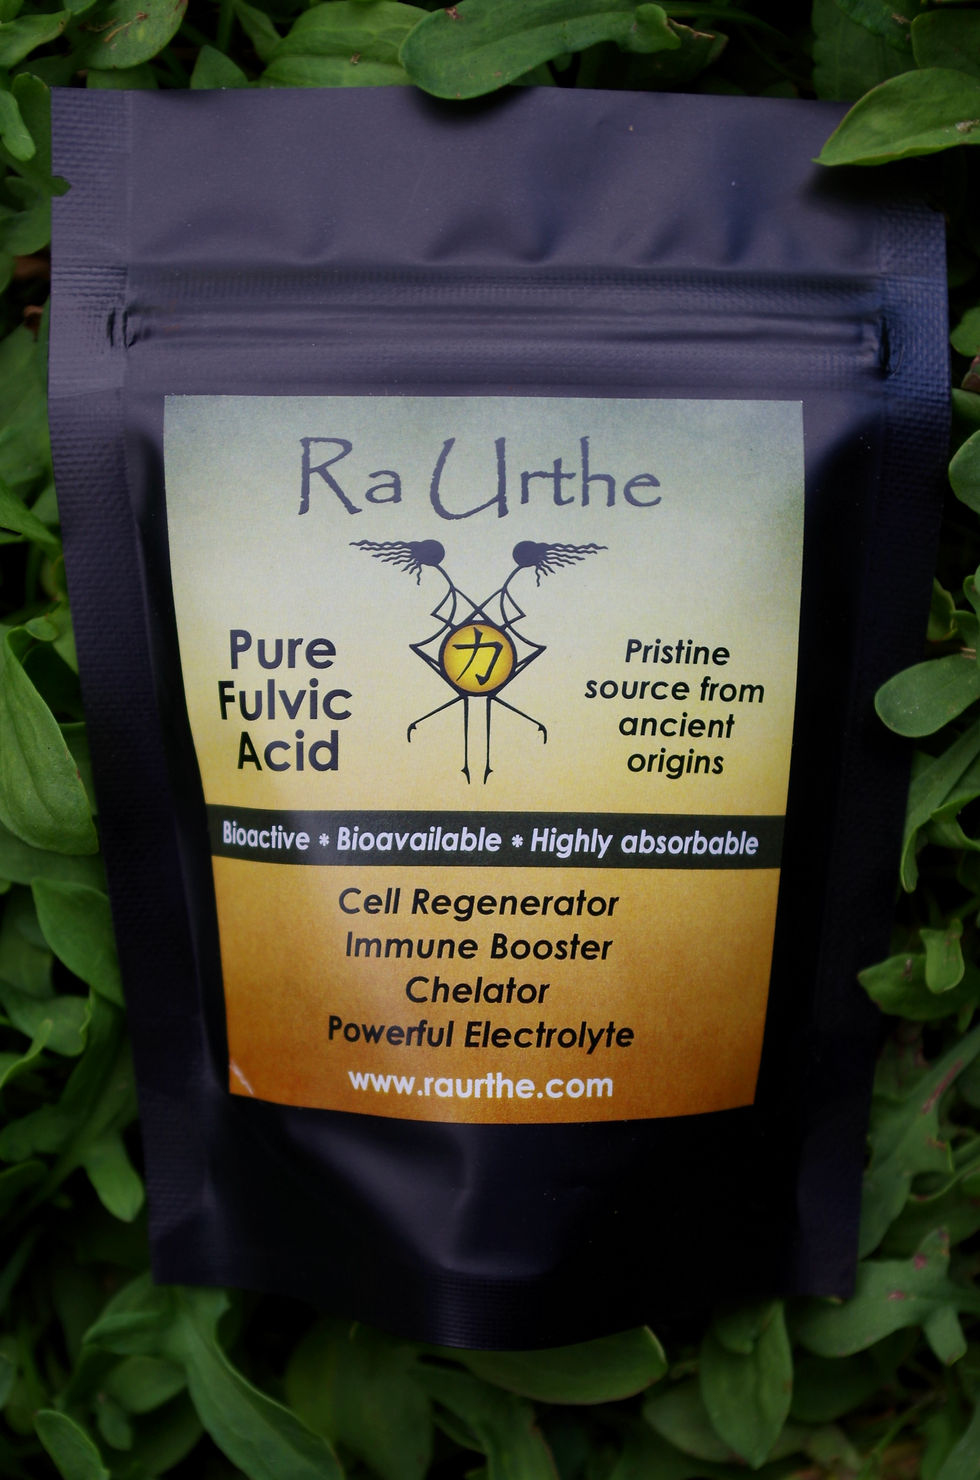 Ra Urthe
力
Pure
Fulvic
Acid
Pristine
source from
ancient
origins
Bioactive * Bioavailable * Highly absorbable
Cell Regenerator
Immune Booster
Chelator
Powerful Electrolyte
www.raurthe.com